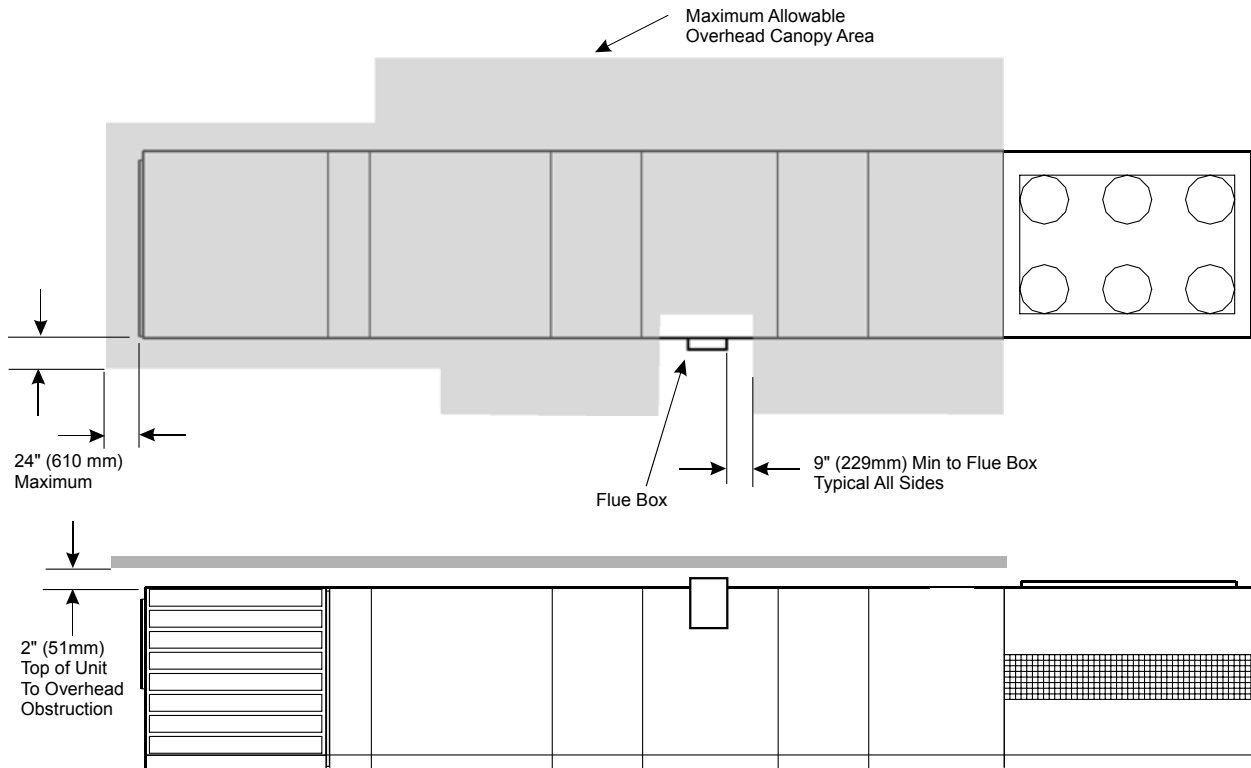 Maximum Allowable
Overhead Canopy Area
24" (610 mm)
Maximum
9" (229mm) Min to Flue Box
Typical All Sides
Flue Box
2" (51mm)
Top of Unit
To Overhead
Obstruction